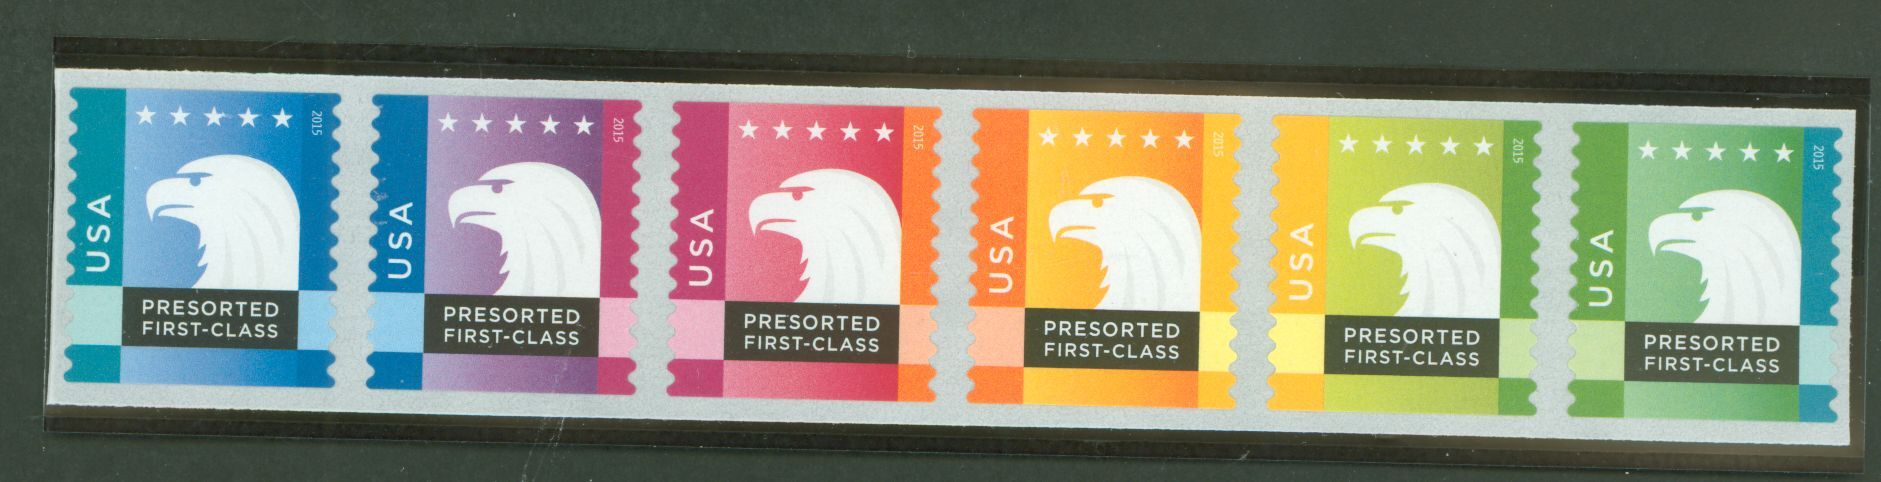 2015
USA
PRESORTED
FIRST-CLASS
2015
USA
PRESORTED
FIRST-CLASS
2015
USA
PRESORTED
FIRST-CLASS
2015
USA
PRESORTED
FIRST-CLASS
2015
USA
PRESORTED
FIRST-CLASS
2015
USA
PRESORTED
FIRST-CLASS